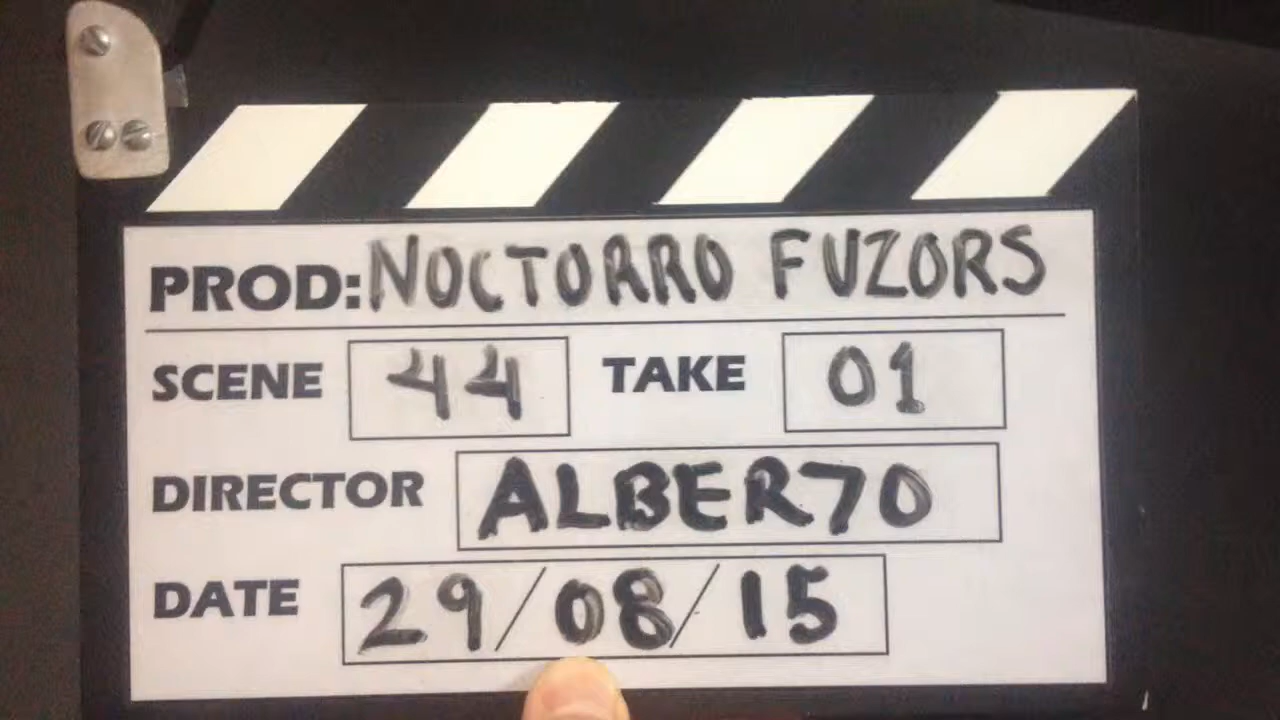 PROD: NOCTORRO FUZORS
SCENE 44 TAKE 01
DIRECTOR ALBER70
DATE 29/08/15